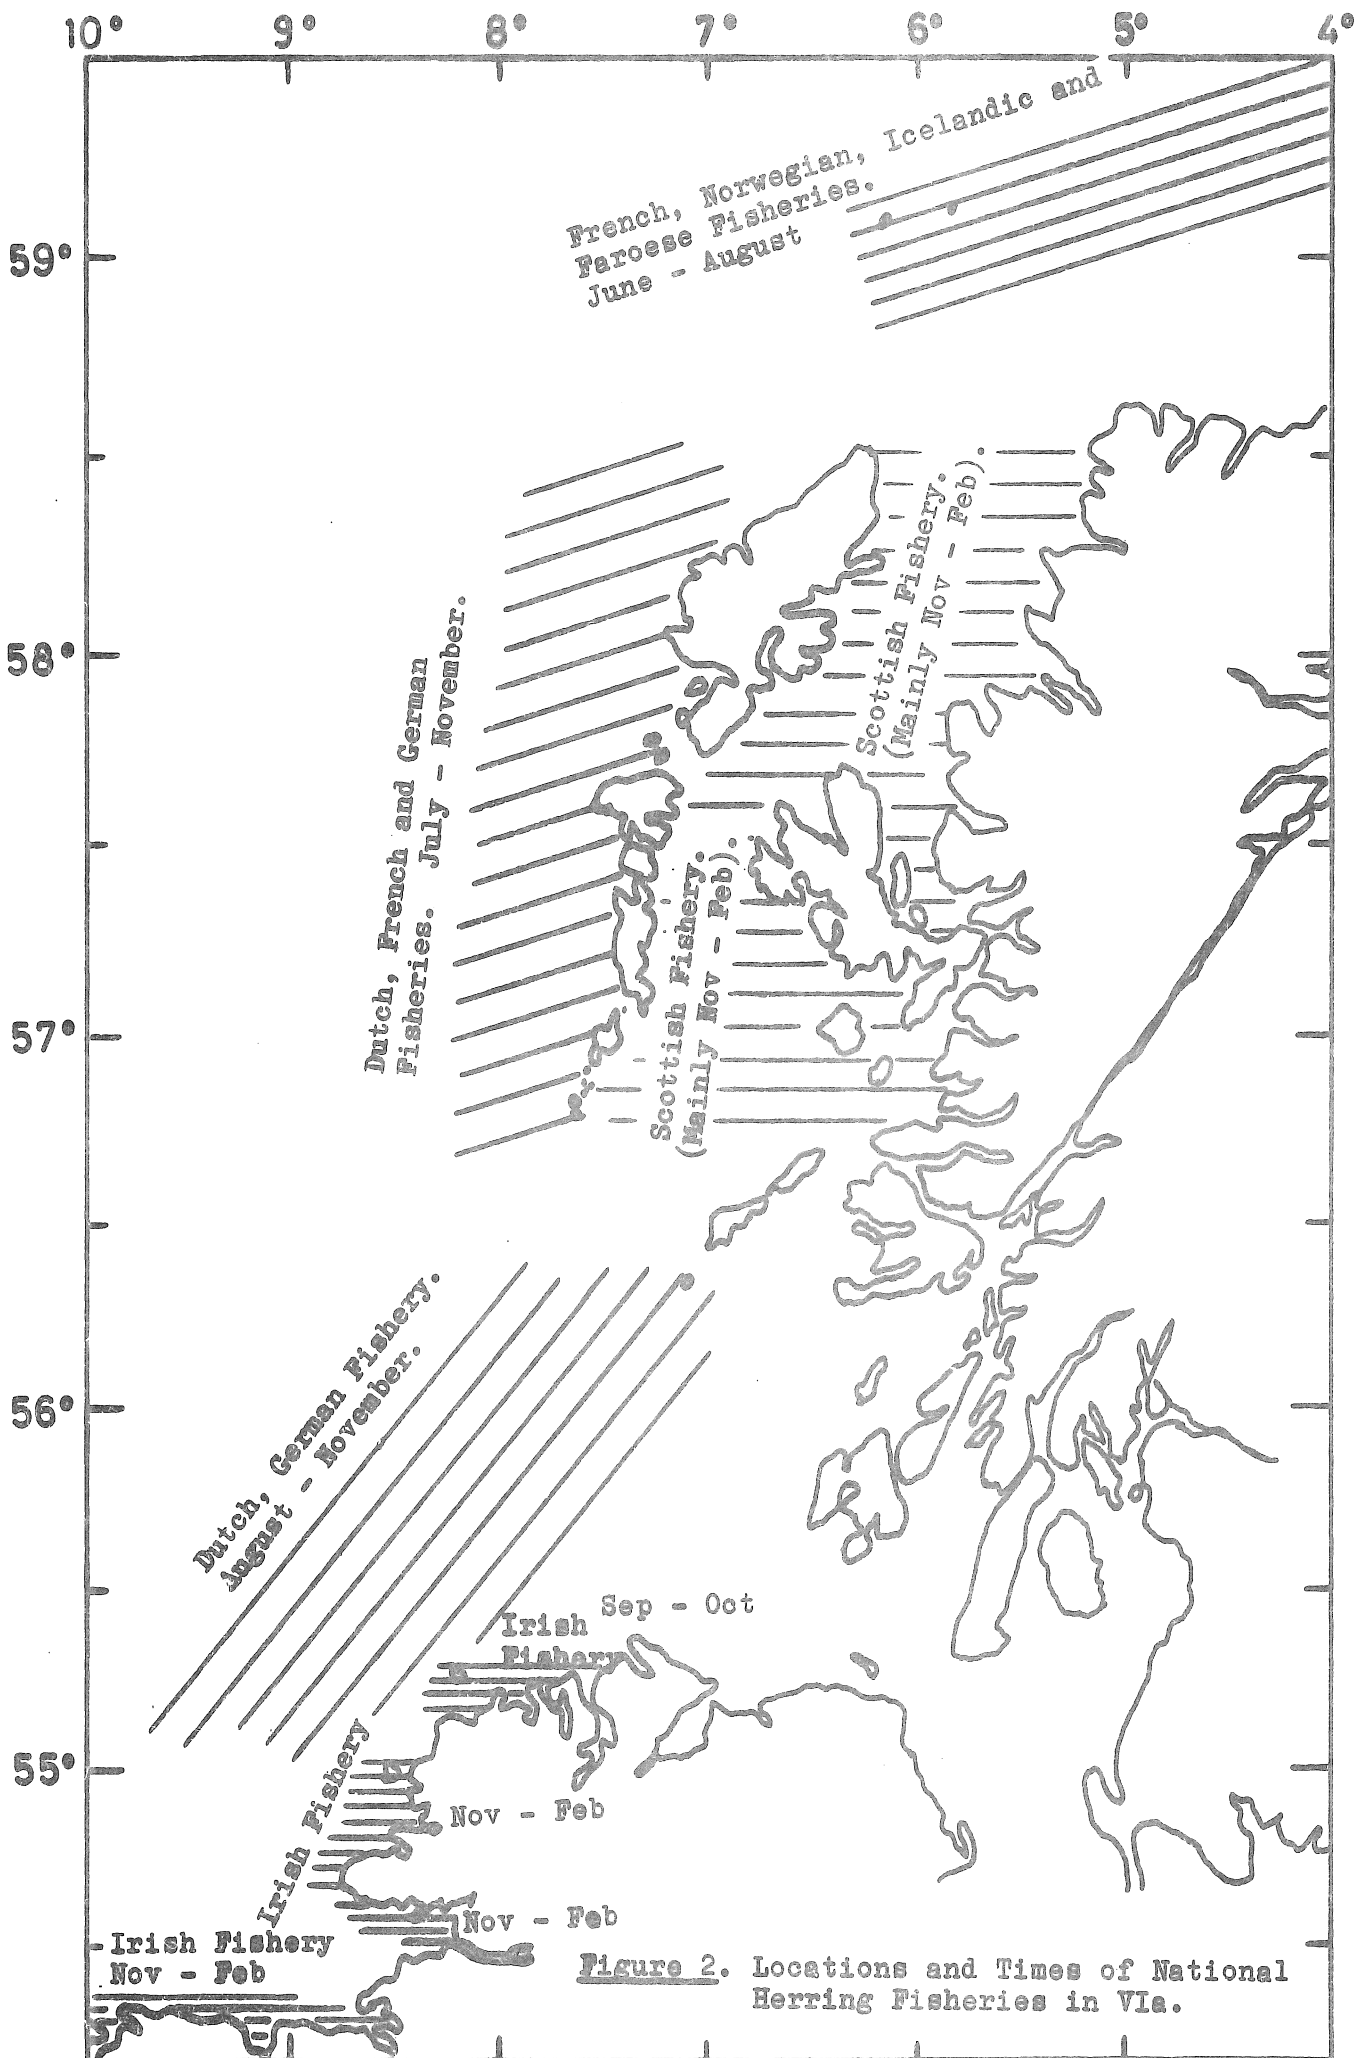 10° 9° 8° 7° 6° 5° 4°
French, Norwegian, Icelandic and
Faroese Fisheries.
June - August
59°
58°
57°
56°
55°
Scottish Fishery.
(Mainly Nov - Feb).
Dutch, French and German
Fisheries. July - November.
Scottish Fishery.
(Mainly Nov - Feb).
Dutch, German Fishery.
August - November.
Sep - Oct
Irish
Fishery
Irish Fishery
Nov - Feb
Nov - Feb
Irish Fishery
Nov - Feb
Figure 2. Locations and Times of National
Herring Fisheries in VIa.